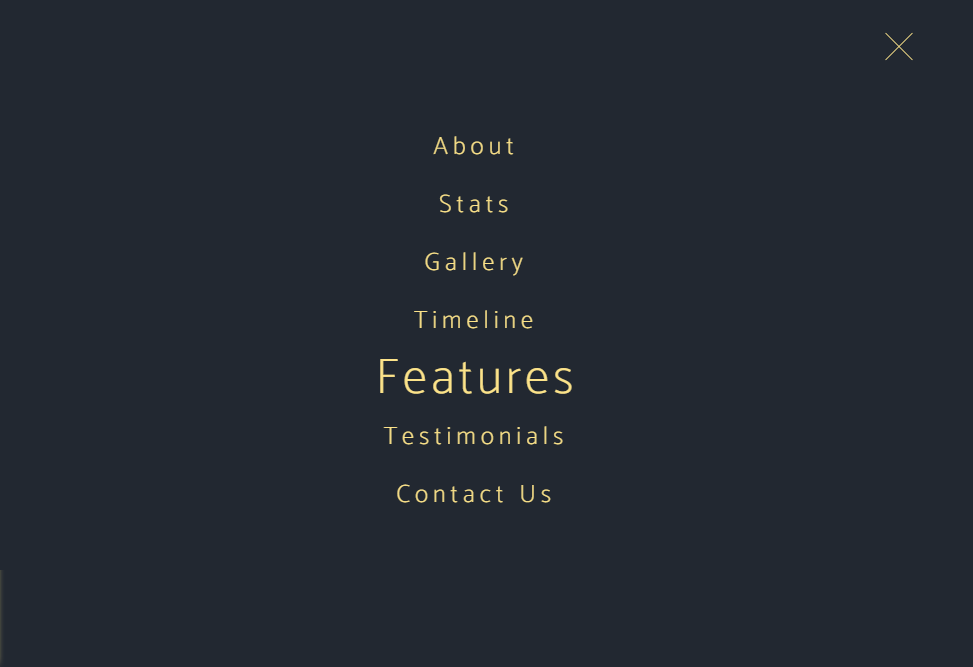 About
Stats
Gallery
Timeline
Features
Testimonials
Contact Us